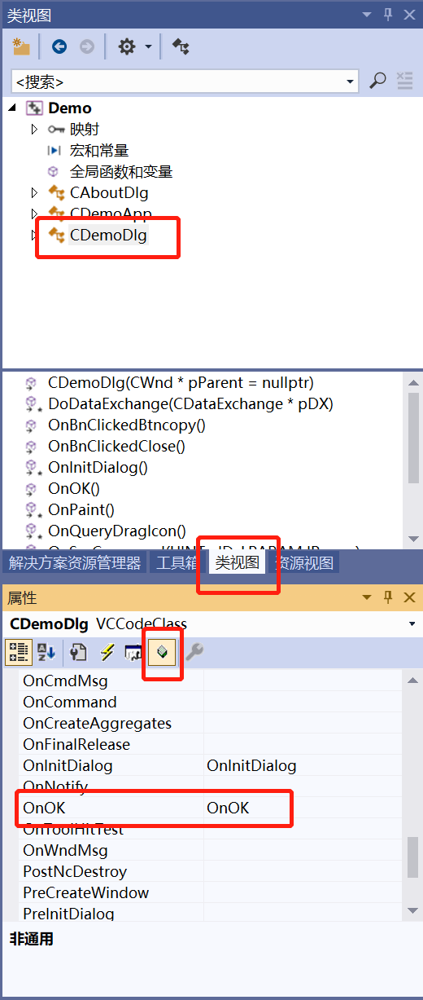 类视图
<搜索>
Demo
映射
宏和常量
全局函数和变量
CAboutDlg
CDemoApp
CDemoDlg
CDemoDlg(CWnd * pParent = nullptr)
DoDataExchange(CDataExchange * pDX)
OnBnClickedBtncopy()
OnBnClickedClose()
OnInitDialog()
OnOK()
OnPaint()
OnQueryDragIcon()
解决方案资源管理器 工具箱 类视图 资源视图
属性
CDemoDlg VCCodeClass
OnCmdMsg
OnCommand
OnCreateAggregates
OnFinalRelease
OnInitDialog OnInitDialog
OnNotify
OnOK OnOK
OnToolHitTest
OnWndMsg
PostNcDestroy
PreCreateWindow
PreInitDialog
非通用